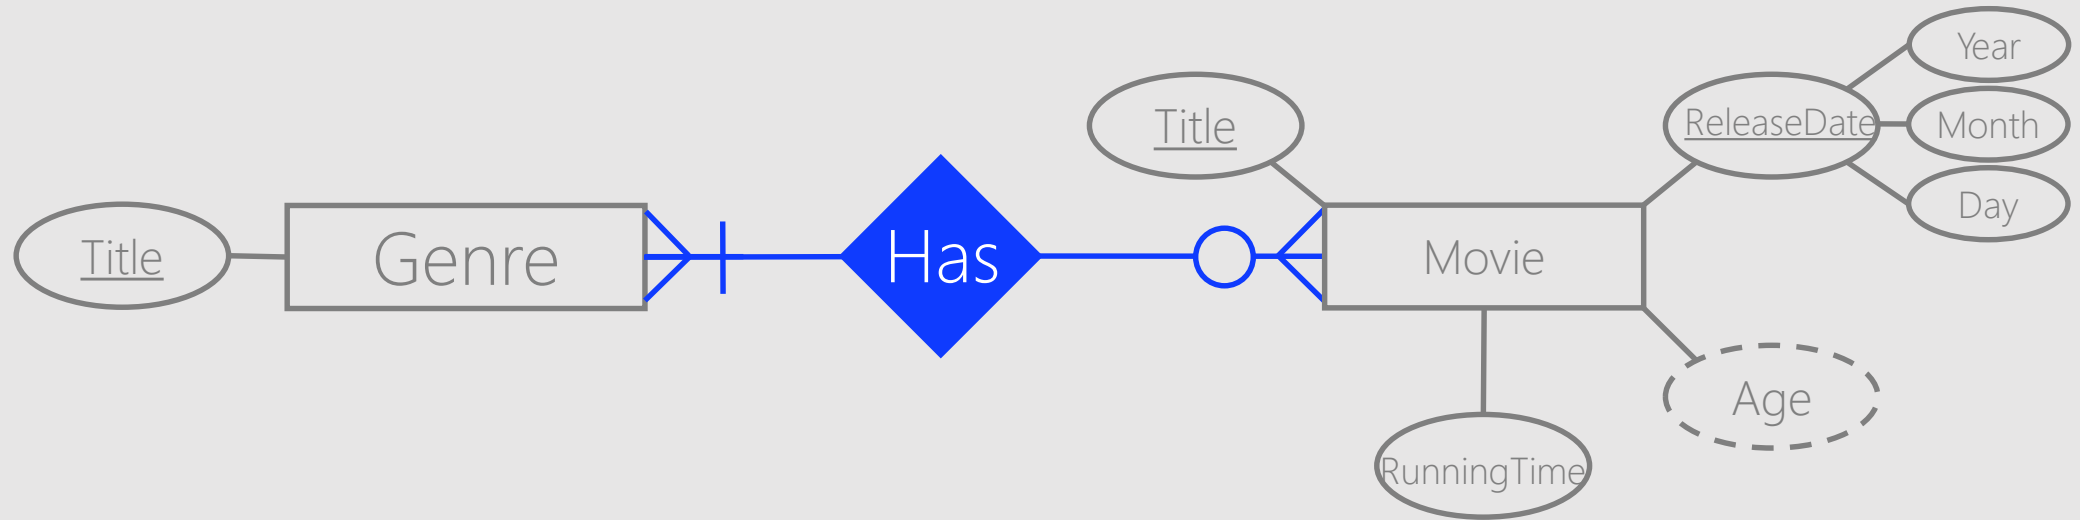 Title
Genre
Has
Title
Movie
ReleaseDate
Year
Month
Day
Age
RunningTime